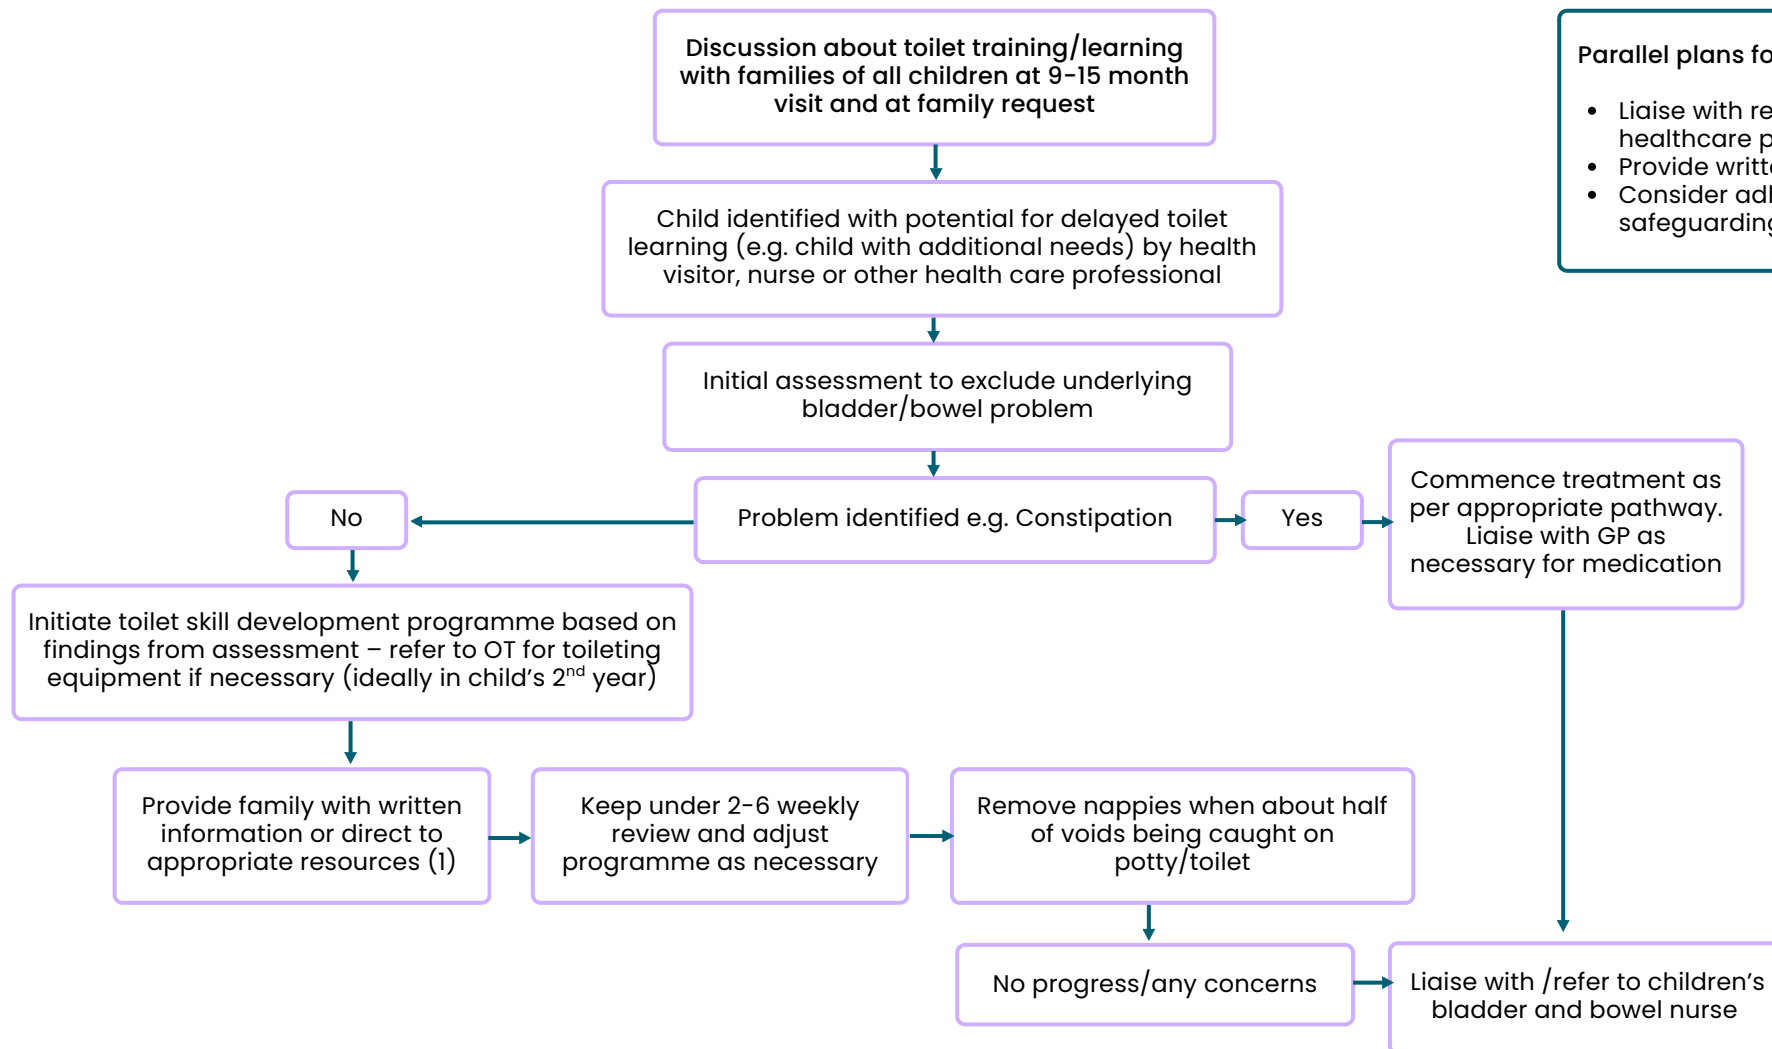 Discussion about toilet training/learning
with families of all children at 9-15 month
visit and at family request
Parallel plans
• Liaise with
healthcare
• Provide
• Consider
Child identified with potential for delayed toilet
learning (e.g. child with additional needs) by health
visitor, nurse or other health care professional
Initial assessment to exclude underlying
bladder/bowel problem
No
Problem identified e.g. Constipation
Yes
Commence treatment as
per appropriate pathway.
Liaise with GP as
necessary for medication
Initiate toilet skill development programme based on
findings from assessment – refer to OT for toileting
equipment if necessary (ideally in child’s 2nd year)
Provide family with written
information or direct to
appropriate resources (1)
Keep under 2-6 weekly
review and adjust
programme as necessary
Remove nappies when about half
of voids being caught on
potty/toilet
No progress/any concerns
Liaise with /refer to children’s
bladder and bowel nurse